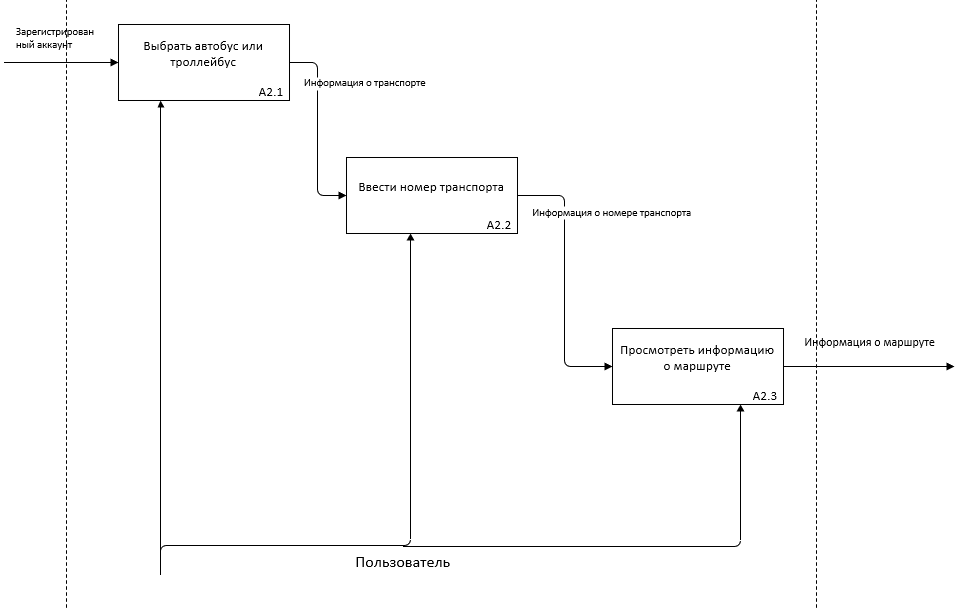 Зарегистрирован
ный аккаунт
Выбрать автобус или
троллейбус
A2.1
Информация о транспорте
Ввести номер транспорта
A2.2
Информация о номере транспорта
Просмотреть информацию
о маршруте
A2.3
Информация о маршруте
Пользователь